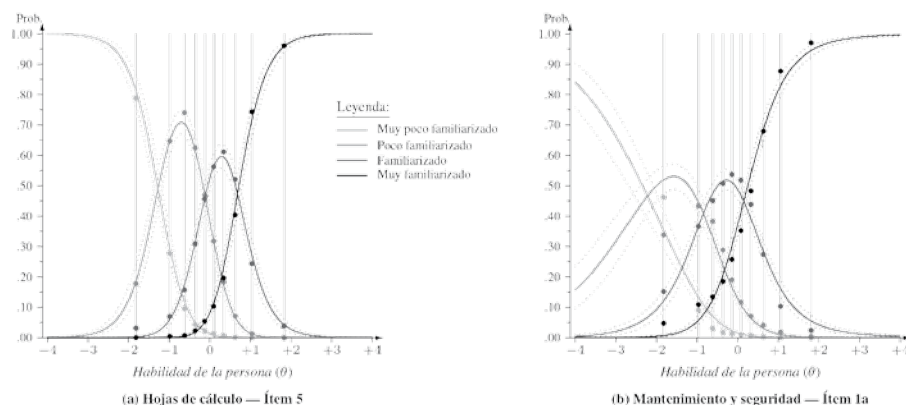 Prob.
1.00
.90
.80
.70
.60
.50
.40
.30
.20
.10
.00
−4 −3 −2 −1 0 +1 +2 +3 +4
Habilidad de la persona (θ)
(a) Hojas de cálculo — Ítem 5
Leyenda:
Muy poco familiarizado
Poco familiarizado
Familiarizado
Muy familiarizado
Prob.
1.00
.90
.80
.70
.60
.50
.40
.30
.20
.10
.00
−4 −3 −2 −1 0 +1 +2 +3 +4
Habilidad de la persona (θ)
(b) Mantenimiento y seguridad — Ítem 1a